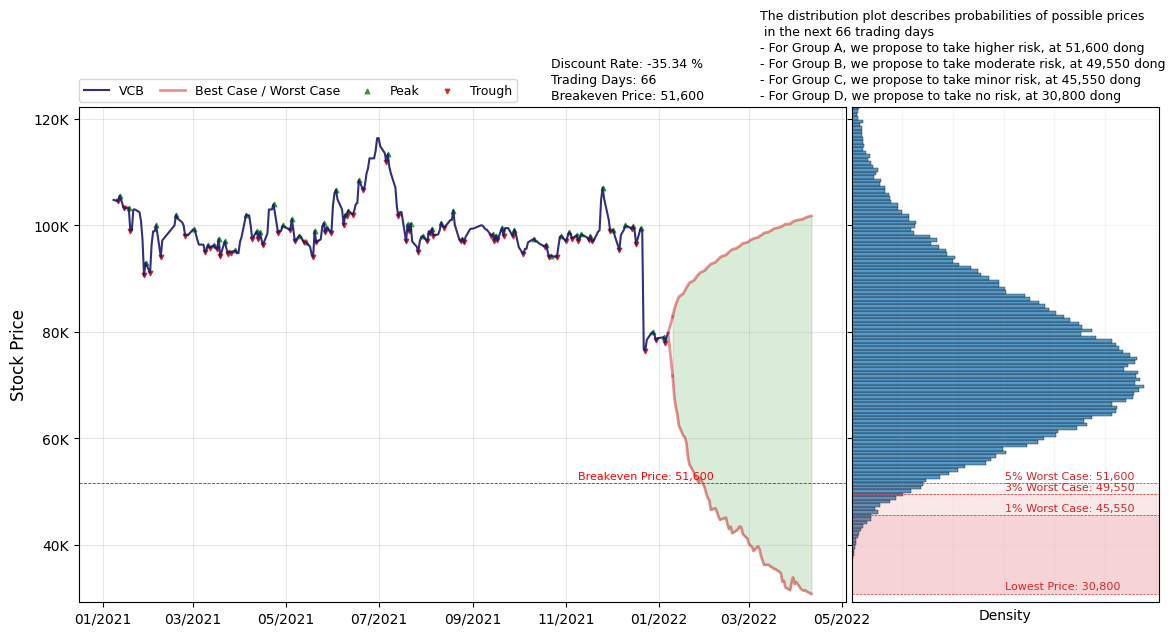 The distribution plot describes probabilities of possible prices
in the next 66 trading days
- For Group A, we propose to take higher risk, at 51,600 dong
- For Group B, we propose to take moderate risk, at 49,550 dong
- For Group C, we propose to take minor risk, at 45,550 dong
- For Group D, we propose to take no risk, at 30,800 dong
Discount Rate: -35.34 %
Trading Days: 66
Breakeven Price: 51,600
VCB
Best Case / Worst Case
Peak
Trough
Stock Price
120K
100K
80K
60K
40K
Breakeven Price: 51,600
01/2021
03/2021
05/2021
07/2021
09/2021
11/2021
01/2022
03/2022
05/2022
5% Worst Case: 51,600
3% Worst Case: 49,550
1% Worst Case: 45,550
Lowest Price: 30,800
Density